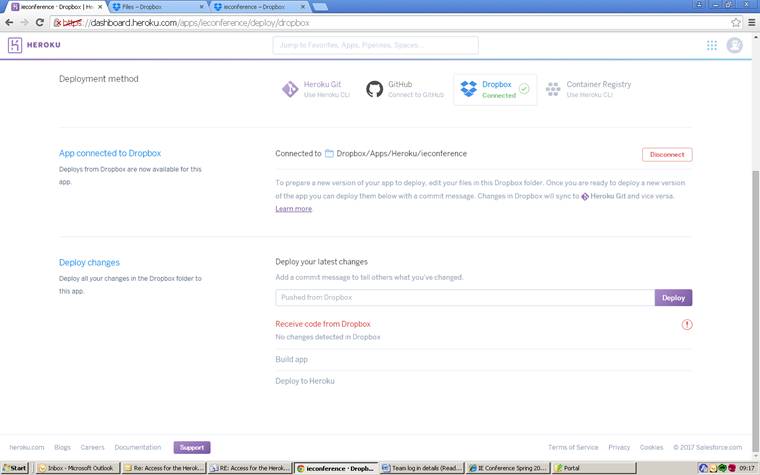 ieconference · Dropbox | He
Files – Dropbox
ieconference – Dropbox
https://dashboard.heroku.com/apps/ieconference/deploy/dropbox
HEROKU
Jump to Favorites, Apps, Pipelines, Spaces...
Deployment method
Heroku Git
Use Heroku CLI
GitHub
Connect to GitHub
Dropbox
Connected
Container Registry
Use Heroku CLI
App connected to Dropbox
Deploys from Dropbox are now available for this
app.
Connected to Dropbox/Apps/Heroku/ieconference
Disconnect
To prepare a new version of your app to deploy, edit your files in this Dropbox folder. Once you are ready to deploy a new version
of the app you can deploy them below with a commit message. Changes in Dropbox will sync to Heroku Git and vice versa.
Learn more.
Deploy changes
Deploy all your changes in the Dropbox folder to
this app.
Deploy your latest changes
Add a commit message to tell others what you've changed.
Pushed from Dropbox
Deploy
Receive code from Dropbox
No changes detected in Dropbox
Build app
Deploy to Heroku
heroku.com Blogs Careers Documentation Support
Terms of Service Privacy Cookies © 2017 Salesforce.com
Start
Inbox - Microsoft Outlook
Re: Access for the Herok...
RE: Access for the Herok...
ieconference · Dropb...
Team log in details (Read...
IE Conference Spring 20...
Portal
09:17